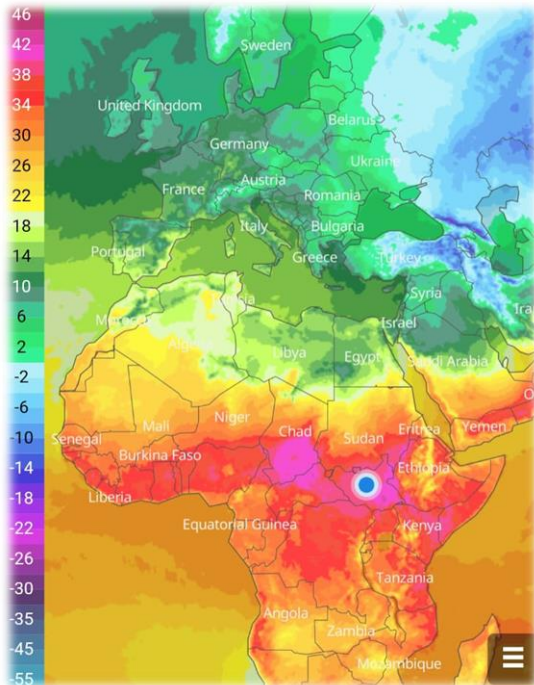 46
42
38
34
30
26
22
18
14
10
6
2
-2
-6
-10
-14
-18
-22
-26
-30
-35
-45
-55
Sweden
United Kingdom
Belarus
Germany
Ukraine
Austria
France
Romania
Italy
Bulgaria
Portugal
Greece
Turkey
Syria
Tunisia
Ira
Morocco
Israel
Algeria
Libya
Egypt
Saudi Arabia
O
Niger
Mali
Chad
Sudan
Eritrea
Yemen
Senegal
Burkina Faso
Ethiopia
Liberia
Equatorial Guinea
Kenya
Tanzania
Angola
Zambia
Mozambique